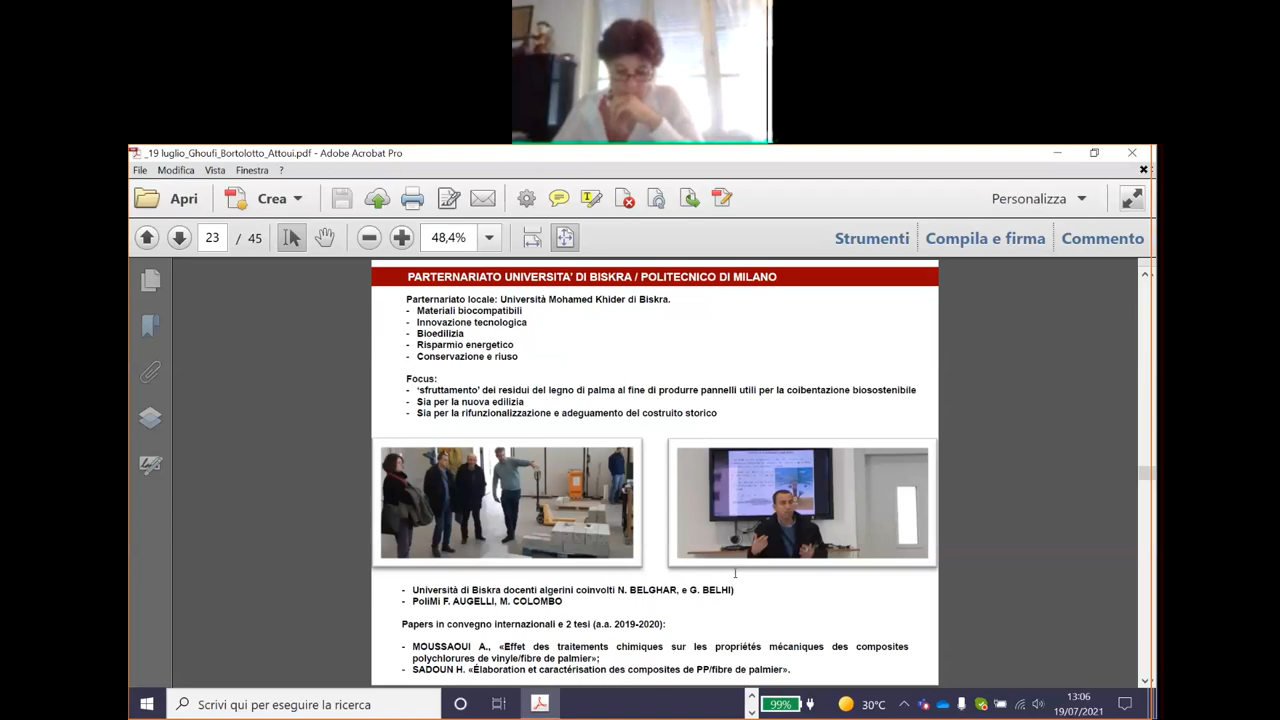 _19 luglio_Ghoufi_Bortolotto_Attoui.pdf - Adobe Acrobat Pro
File Modifica Vista Finestra ?
Apri Crea Personalizza
23 / 45 48,4% Strumenti Compila e firma Commento
PARTERNARIATO UNIVERSITA' DI BISKRA / POLITECNICO DI MILANO
Parternariato locale: Università Mohamed Khider di Biskra.
- Materiali biocompatibili
- Innovazione tecnologica
- Bioedilizia
- Risparmio energetico
- Conservazione e riuso
Focus:
- 'sfruttamento' dei residui del legno di palma al fine di produrre pannelli utili per la coibentazione biosostenibile
- Sia per la nuova edilizia
- Sia per la rifunzionalizzazione e adeguamento del costruito storico
- Università di Biskra docenti algerini coinvolti N. BELGHAR, e G. BELHI)
- PoliMi F. AUGELLI, M. COLOMBO
Papers in convegno internazionali e 2 tesi (a.a. 2019-2020):
- MOUSSAOUI A., «Effet des traitements chimiques sur les propriétés mécaniques des composites
polychlorures de vinyle/fibre de palmier»;
- SADOUN H. «Élaboration et caractérisation des composites de PP/fibre de palmier».
Scrivi qui per eseguire la ricerca
99% 30°C 13:06
19/07/2021